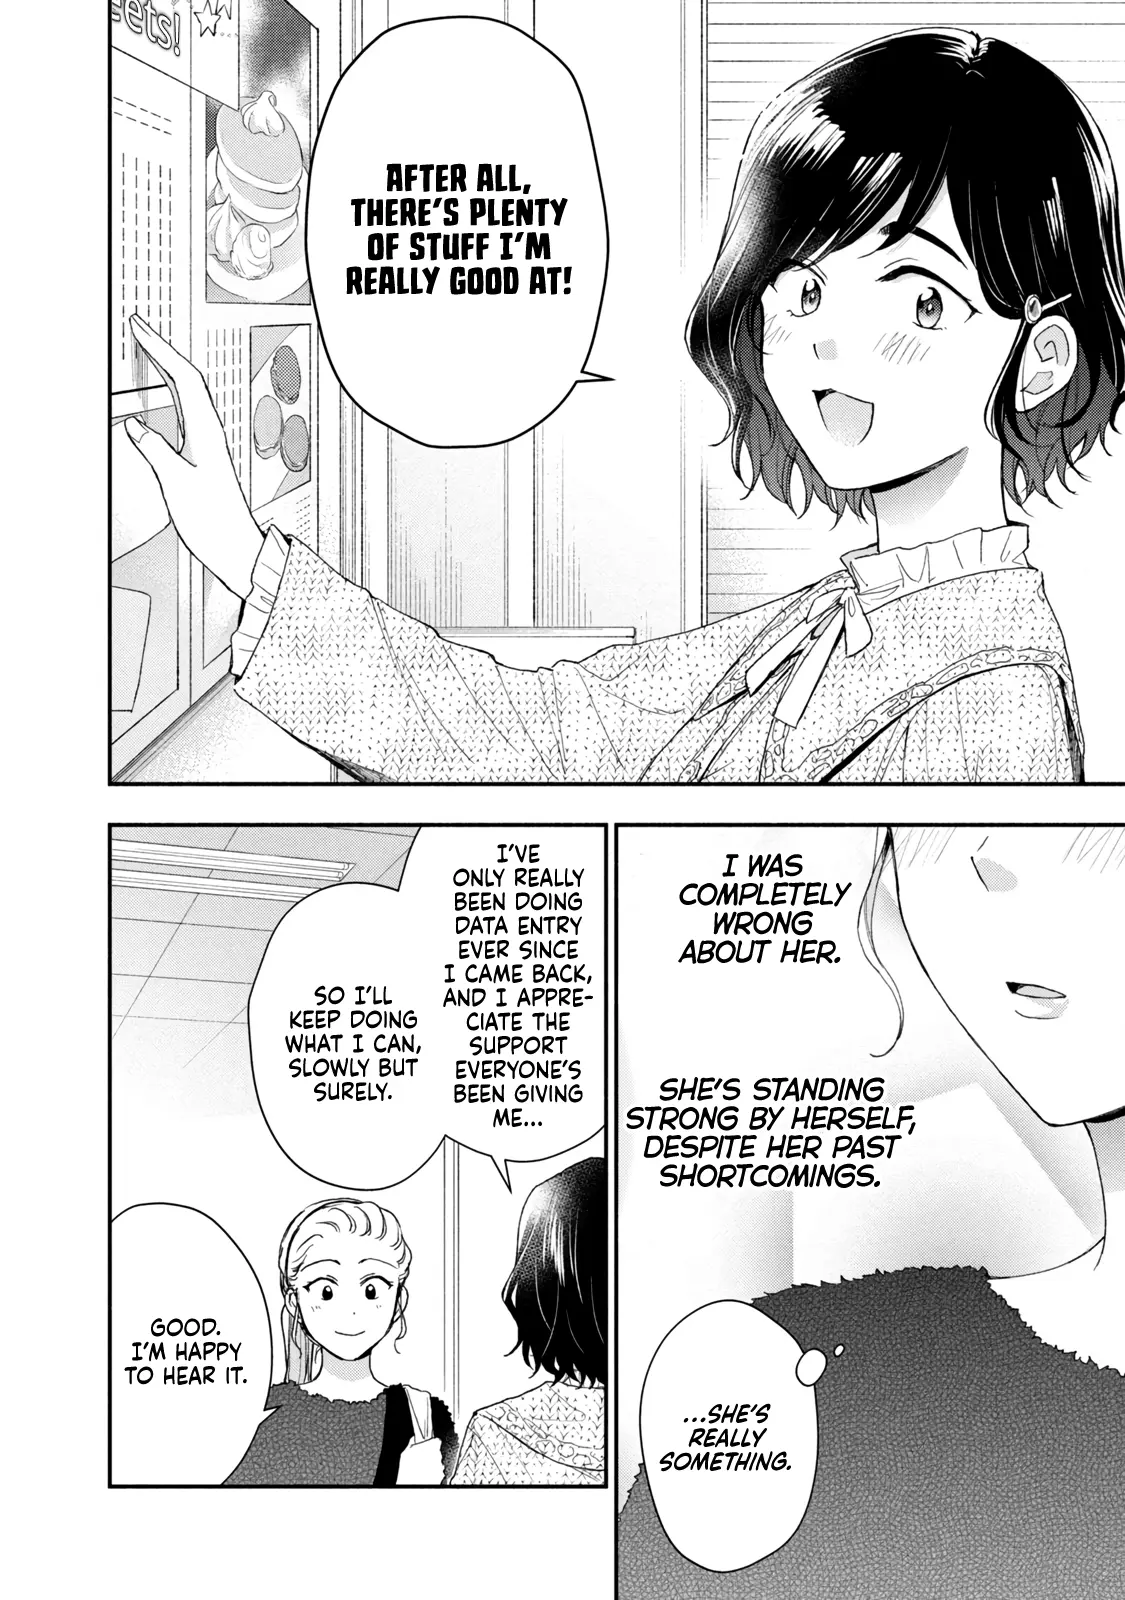 eets!
AFTER ALL,
THERE'S PLENTY
OF STUFF I'M
REALLY GOOD AT!
I WAS
COMPLETELY
WRONG
ABOUT HER.
SHE'S STANDING
STRONG BY HERSELF,
DESPITE HER PAST
SHORTCOMINGS.
...SHE'S
REALLY
SOMETHING.
I'VE
ONLY REALLY
BEEN DOING
DATA ENTRY
EVER SINCE
I CAME BACK,
AND I APPRE-
CIATE THE
SUPPORT
EVERYONE'S
BEEN GIVING
ME...
SO I'LL
KEEP DOING
WHAT I CAN,
SLOWLY BUT
SURELY.
GOOD.
I'M HAPPY
TO HEAR IT.